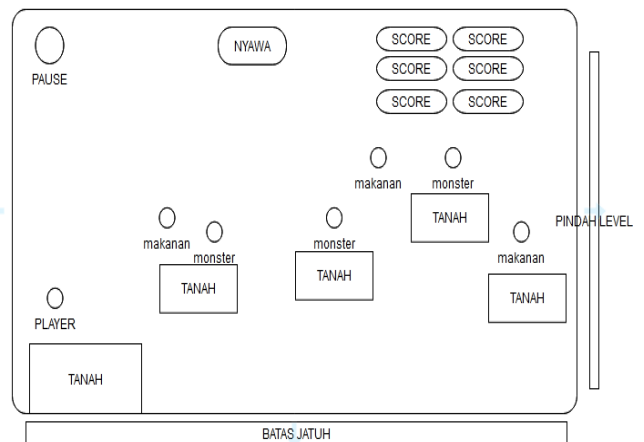 NYAWA
SCORE SCORE
PAUSE
SCORE SCORE
SCORE SCORE
makanan monster
TANAH
PINDAH LEVEL
makanan
monster
monster
makanan
TANAH
TANAH
TANAH
PLAYER
TANAH
BATAS JATUH